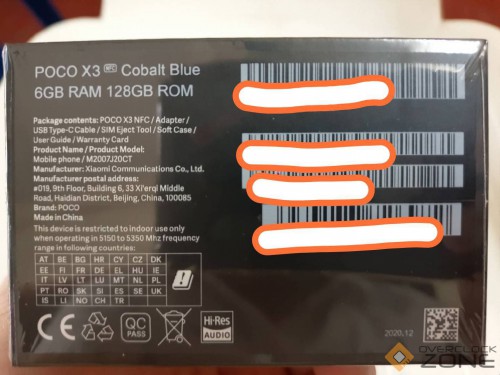 POCO X3 NFC Cobalt Blue
6GB RAM 128GB ROM
Package contents: POCO X3 NFC / Adapter /
USB Type-C Cable / SIM Eject Tool / Soft Case /
User Guide / Warranty Card
Product Name / Product Model:
Mobile phone / M2007J20CT
Manufacturer: Xiaomi Communications Co., Ltd.
Manufacturer postal address:
#019, 9th Floor, Building 6, 33 Xi'erqi Middle
Road, Haidian District, Beijing, China, 100085
Brand: POCO
Made in China
This device is restricted to indoor use only
when operating in 5150 to 5350 Mhz frequency
range in following countries:
AT BE BG HR CY CZ DK
EE FI FR DE EL HU IE
IT LV LT LU MT NL PL
PT RO SK SI ES SE UK
IS LI NO CH TR
CE
QC
PASS
Hi-Res
AUDIO
2020.12
OVERCLOCK
ZONE